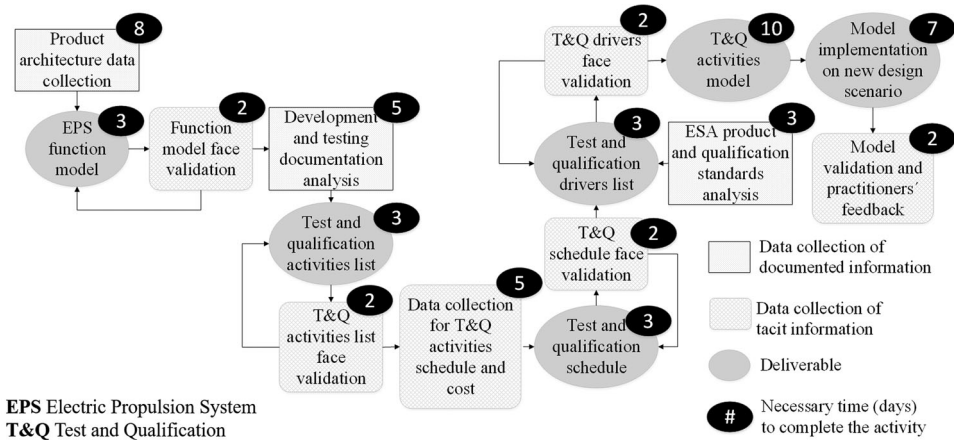 8
Product
architecture data
collection
3
EPS
function
model
2
Function
model face
validation
5
Development
and testing
documentation
analysis
3
Test and
qualification
activities list
2
T&Q
activities list
face
validation
5
Data collection
for T&Q
activities
schedule and
cost
3
Test and
qualification
schedule
2
T&Q
schedule face
validation
3
Test and
qualification
drivers list
3
ESA product
and qualification
standards
analysis
2
T&Q drivers
face
validation
10
T&Q
activities
model
7
Model
implementation
on new design
scenario
2
Model
validation and
practitioners´
feedback
Data collection of
documented information
Data collection of
tacit information
Deliverable
#
Necessary time (days)
to complete the activity
EPS Electric Propulsion System
T&Q Test and Qualification